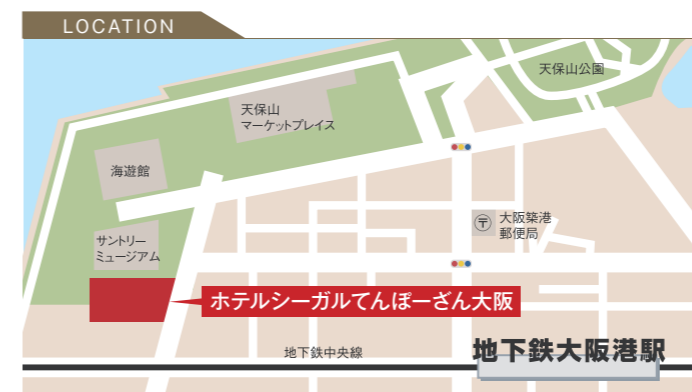 LOCATION
天保山公園
天保山
マーケットプレイス
海遊館
〒
大阪築港
郵便局
サントリー
ミュージアム
ホテルシーガルてんぽーざん大阪
地下鉄中央線
地下鉄大阪港駅